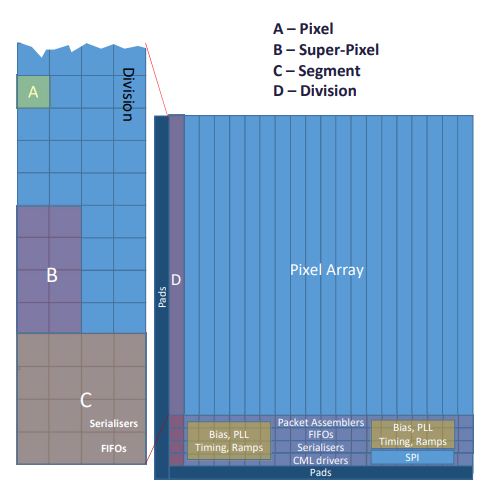 A – Pixel
B – Super-Pixel
C – Segment
D – Division
Division
A
B
C
Serialisers
FIFOs
Pads
D
Pixel Array
Packet Assemblers
FIFOs
Serialisers
CML drivers
Bias, PLL
Timing, Ramps
Bias, PLL
Timing, Ramps
SPI
Pads